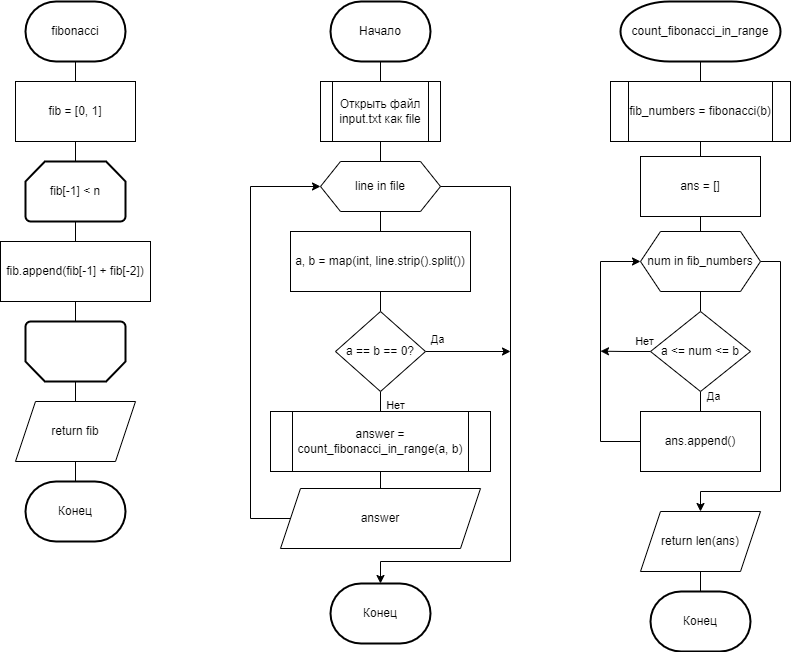 fibonacci
fib = [0, 1]
fib[-1] < n
fib.append(fib[-1] + fib[-2])
return fib
Конец
Начало
Открыть файл
input.txt как file
line in file
a, b = map(int, line.strip().split())
a == b == 0?
Да
Нет
answer =
count_fibonacci_in_range(a, b)
answer
Конец
count_fibonacci_in_range
fib_numbers = fibonacci(b)
ans = []
num in fib_numbers
Нет
a <= num <= b
Да
ans.append()
return len(ans)
Конец